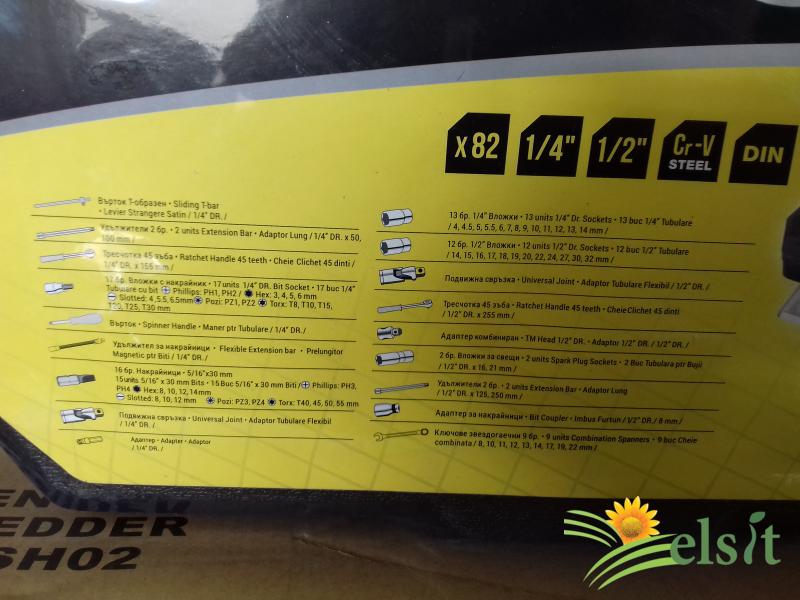 x82
1/4"
1/2"
Cr-V
STEEL
DIN
Върток Т-образен • Sliding T-bar
• Levier Strangere Satin / 1/4" DR. /
Удължители 2 бр. • 2 units Extension Bar • Adaptor Lung / 1/4" DR. x 50,
100 mm /
Тресчотка 45 зъба • Ratchet Handle 45 teeth • Cheie Clichet 45 dinti /
/ 1/4" DR. x 155 mm /
17 бр. Вложки с накрайник • 17 units 1/4" DR. Bit Socket • 17 buc 1/4"
Tubulare cu bit Phillips: PH1, PH2 / Hex: 3, 4, 5, 6 mm
Slotted: 4, 5.5, 6.5mm Pozi: PZ1, PZ2 Torx: T8, T10, T15,
T20, T25, T30 mm
Върток • Spinner Handle • Maner ptr Tubulare / 1/4" DR. /
Удължител за накрайници • Flexible Extension bar • Prelungitor
Magnetic ptr Biti / 1/4" DR. /
16 бр. Накрайници • 5/16"x30 mm
15 units 5/16" x 30 mm Bits • 15 Buc 5/16" x 30 mm Biti / Phillips: PH3,
PH4 Hex: 8, 10, 12, 14mm
Slotted: 8, 10, 12 mm Pozi: PZ3, PZ4 Torx: T40, 45, 50, 55 mm
Подвижна свръзка • Universal Joint • Adaptor Tubulare Flexibil
/ 1/4" DR. /
Адаптер • Adapter • Adaptor
/ 1/4" DR. /
13 бр. 1/4" Вложки • 13 units 1/4" Dr. Sockets • 13 buc 1/4" Tubulare
/ 4, 4.5, 5, 5.5, 6, 7, 8, 9, 10, 11, 12, 13, 14 mm /
12 бр. 1/2" Вложки • 12 units 1/2" Dr. Sockets • 12 buc 1/2" Tubulare
/ 14, 15, 16, 17, 18, 19, 20, 22, 24, 27, 30, 32 mm /
Подвижна свръзка • Universal Joint • Adaptor Tubulare Flexibil / 1/2" DR. /
Тресчотка 45 зъба • Ratchet Handle 45 teeth • Cheie Clichet 45 dinti
/ 1/2" DR. x 255 mm /
Адаптер комбиниран • TM Head 1/2" DR. • Adaptor 1/2" DR. / 1/2" DR. /
2 бр. Вложки за свещи • 2 units Spark Plug Sockets • 2 Buc Tubulara ptr Bujii
/ 1/2" DR. x 16, 21 mm /
Удължители 2 бр. • 2 units Extension Bar • Adaptor Lung
/ 1/2" DR. x 125, 250 mm /
Адаптер за накрайници • Bit Coupler • Imbus Furtun / 1/2" DR. / 8 mm /
Ключове звездогаечни 9 бр. • 9 units Combination Spanners • 9 buc Cheie
combinata / 8, 10, 11, 12, 13, 14, 17, 19, 22 mm /
EDDER
SH02
elsit